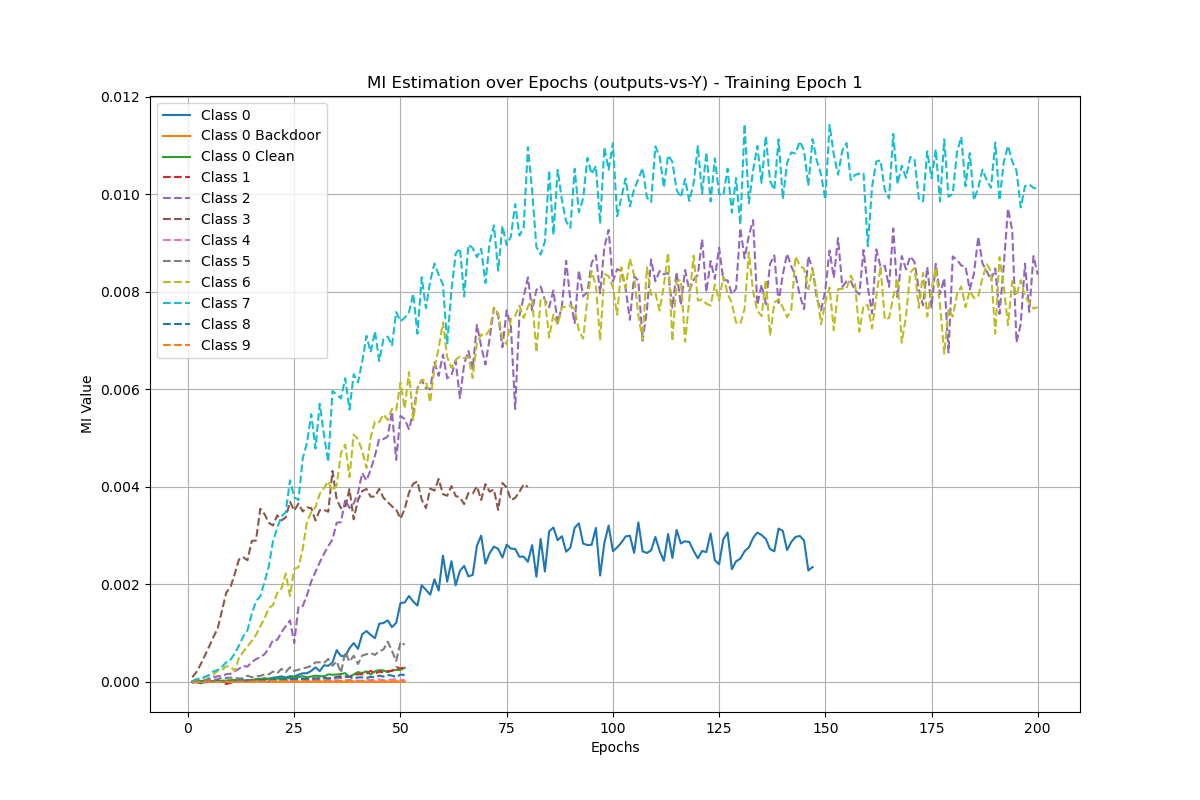 MI Estimation over Epochs (outputs-vs-Y) - Training Epoch 1
0.012
0.010
0.008
0.006
0.004
0.002
0.000
MI Value
Class 0
Class 0 Backdoor
Class 0 Clean
Class 1
Class 2
Class 3
Class 4
Class 5
Class 6
Class 7
Class 8
Class 9
0 25 50 75 100 125 150 175 200
Epochs